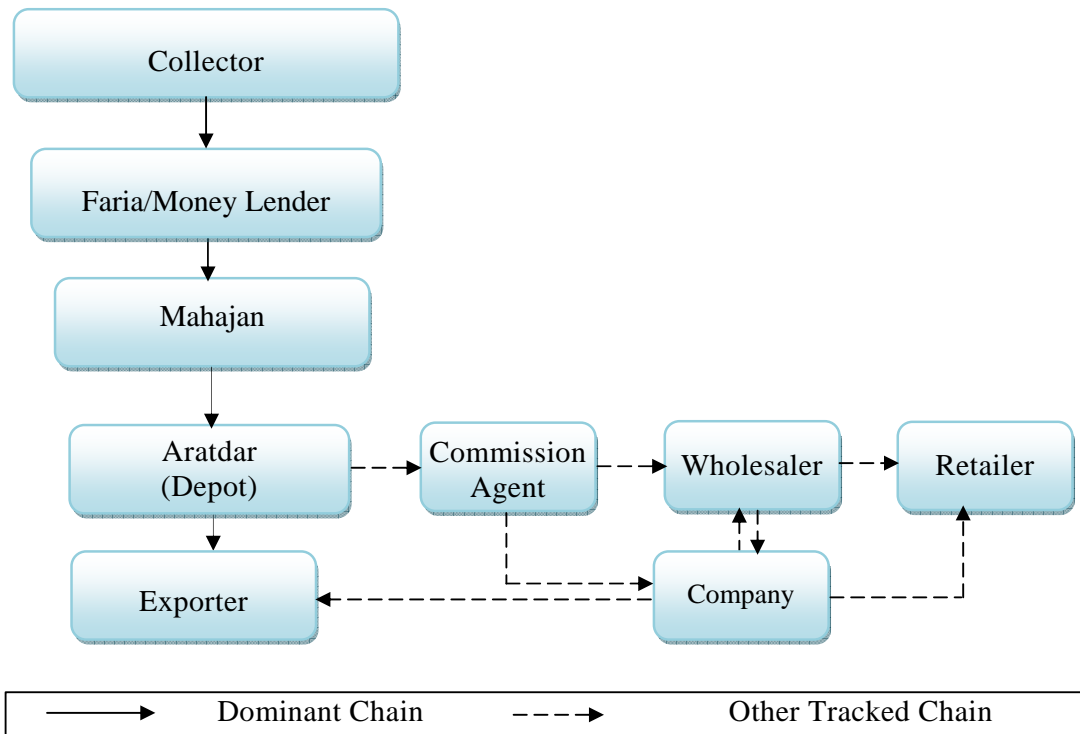 Collector
Faria/Money Lender
Mahajan
Aratdar
(Depot)
Commission
Agent
Wholesaler
Retailer
Exporter
Company
Dominant Chain
Other Tracked Chain